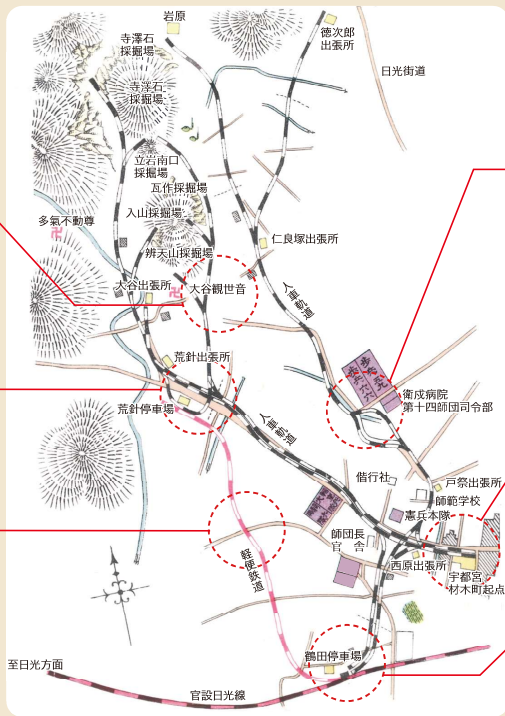 岩原
寺澤石
採掘場
徳次郎
出張所
日光街道
寺澤石
採掘場
立岩南口
採掘場
瓦作採掘場
入山採掘場
多氣不動尊
卍
仁良塚出張所
辨天山採掘場
大谷出張所
卍
大谷観世音
人車軌道
荒針出張所
荒針停車場
衛戍病院
第十四師団司令部
人車軌道
偕行社
戸祭出張所
師範学校
憲兵本隊
師団長
官舎
西原出張所
宇都宮
材木町起点
軽便鉄道
鶴田停車場
至日光方面
官設日光線